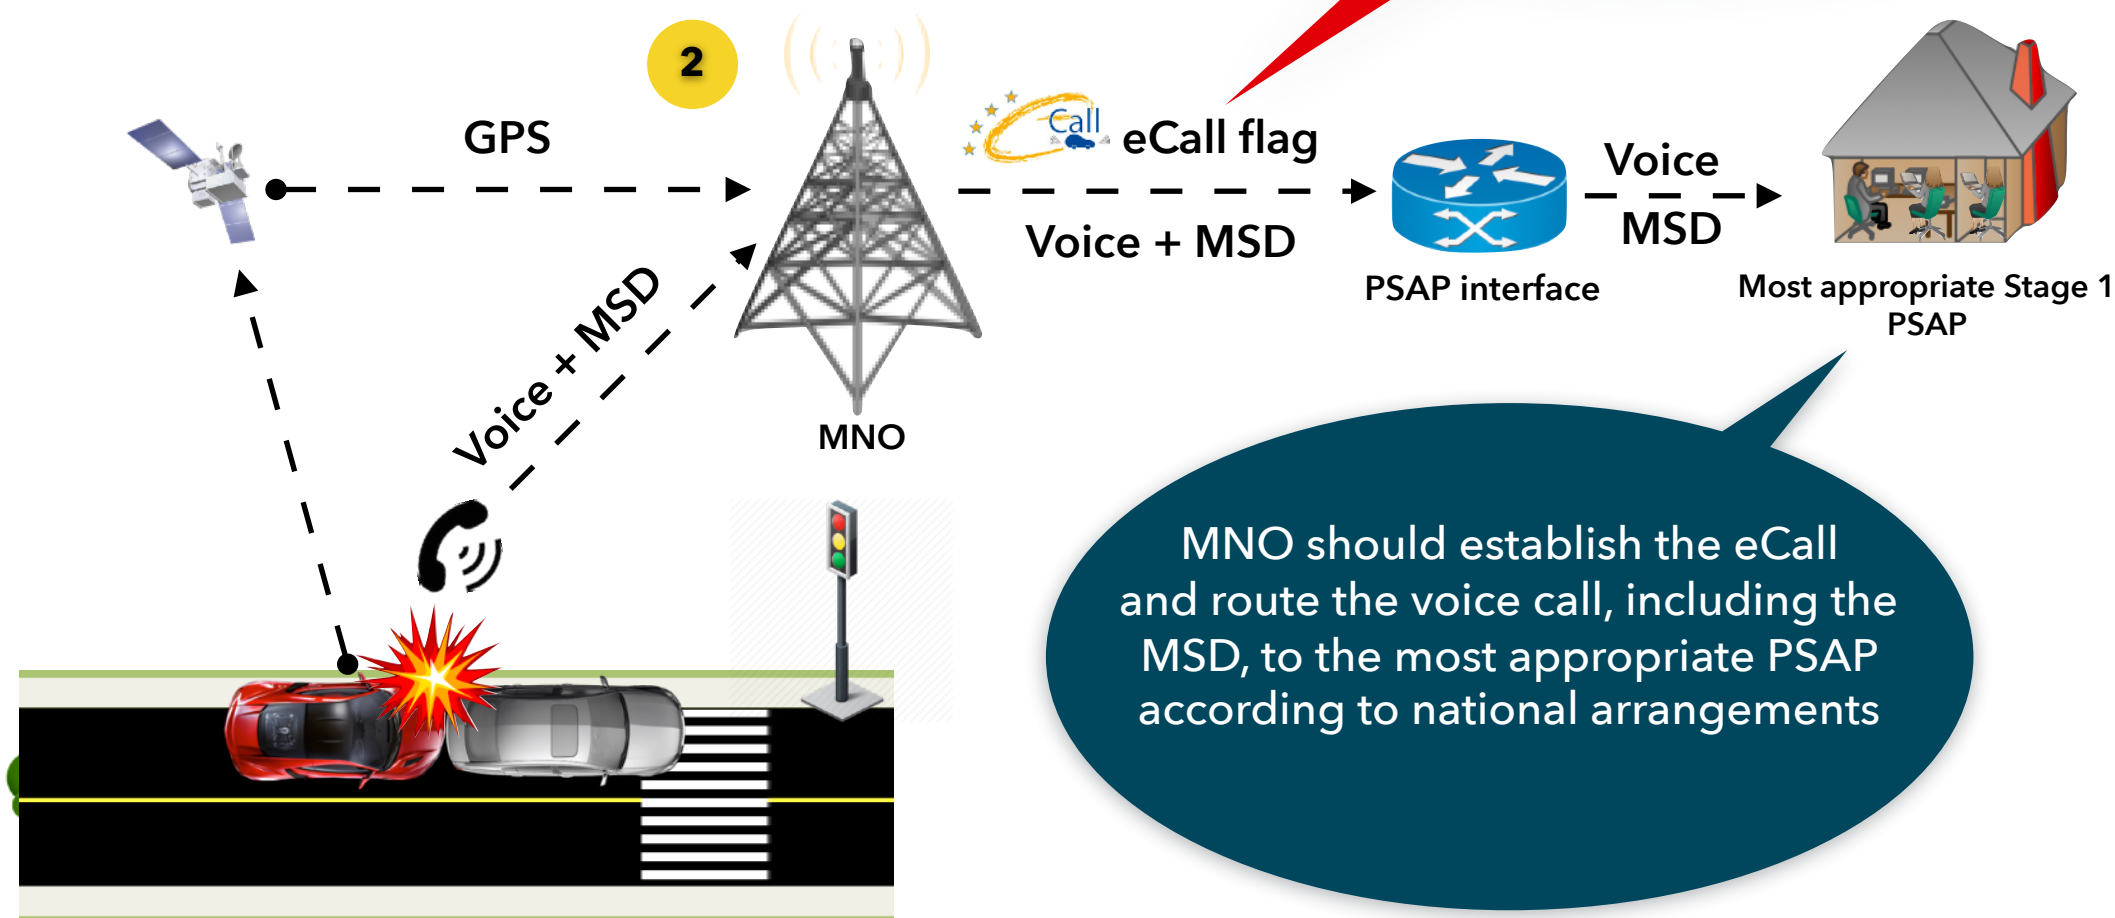 2
GPS
Call
eCall flag
Voice + MSD
Voice
MSD
PSAP interface
Most appropriate Stage 1
PSAP
Voice + MSD
MNO
MNO should establish the eCall
and route the voice call, including the
MSD, to the most appropriate PSAP
according to national arrangements